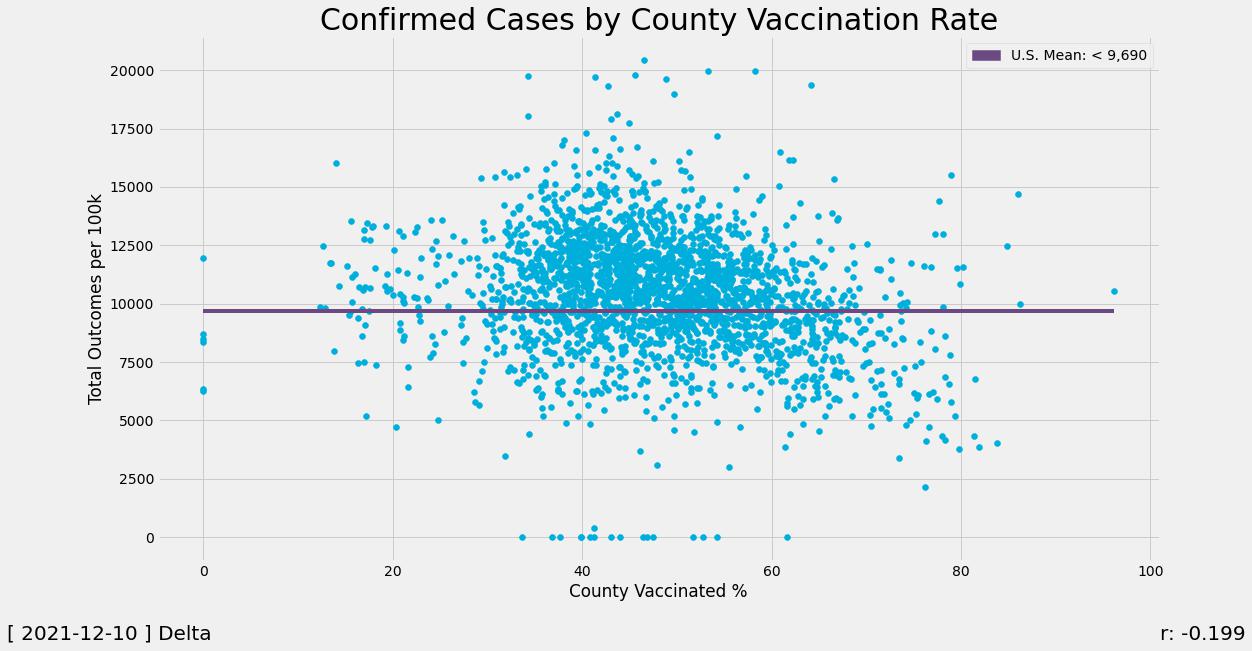 Confirmed Cases by County Vaccination Rate
U.S. Mean: < 9,690
Total Outcomes per 100k
20000
17500
15000
12500
10000
7500
5000
2500
0
0 20 40 60 80 100
County Vaccinated %
[ 2021-12-10 ] Delta
r: -0.199